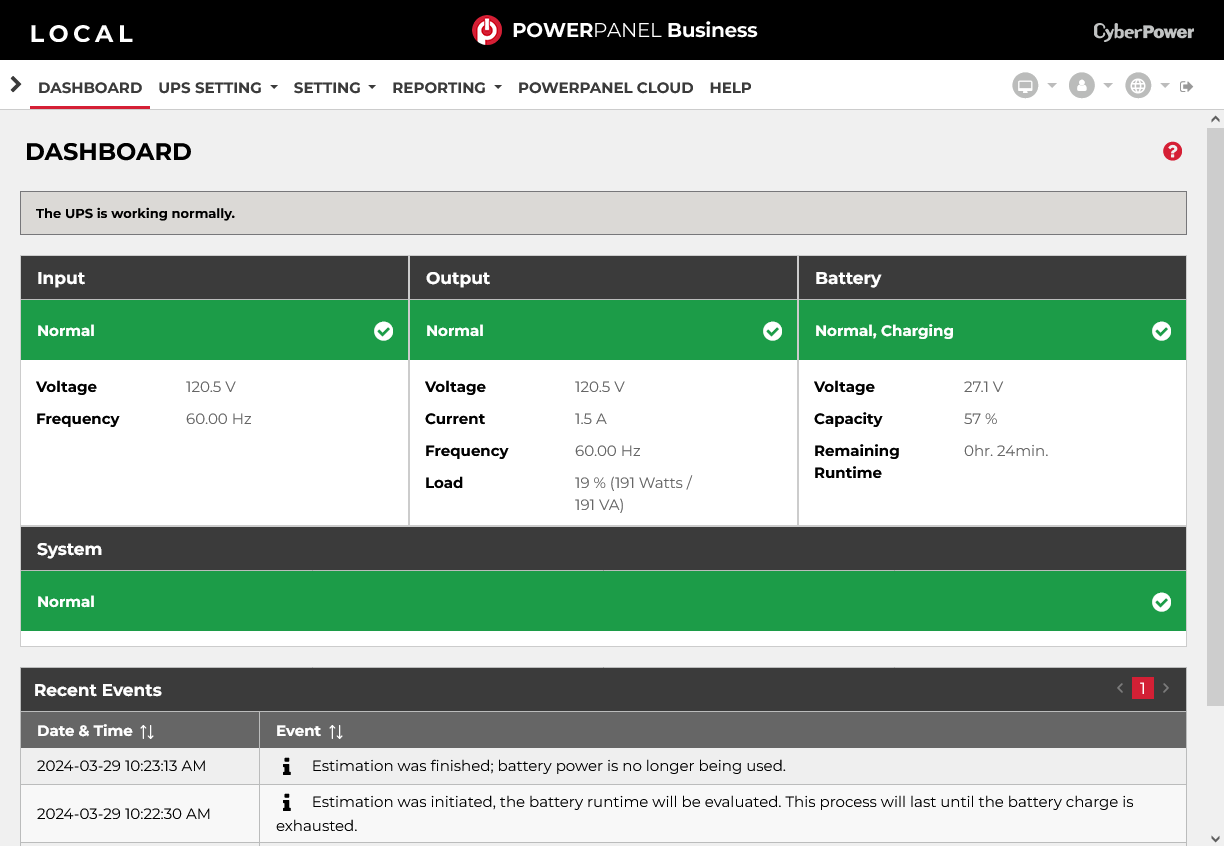 LOCAL
POWERPANEL Business
CyberPower
DASHBOARD UPS SETTING SETTING REPORTING POWERPANEL CLOUD HELP
DASHBOARD
?
The UPS is working normally.
Input Output Battery
Normal Normal Normal, Charging
Voltage 120.5 V Voltage 120.5 V Voltage 27.1 V
Frequency 60.00 Hz Current 1.5 A Capacity 57 %
Frequency 60.00 Hz Remaining 0hr. 24min.
Runtime
Load 19 % (191 Watts /
191 VA)
System
Normal
Recent Events < 1 >
Date & Time Event
2024-03-29 10:23:13 AM Estimation was finished; battery power is no longer being used.
2024-03-29 10:22:30 AM Estimation was initiated, the battery runtime will be evaluated. This process will last until the battery charge is
exhausted.